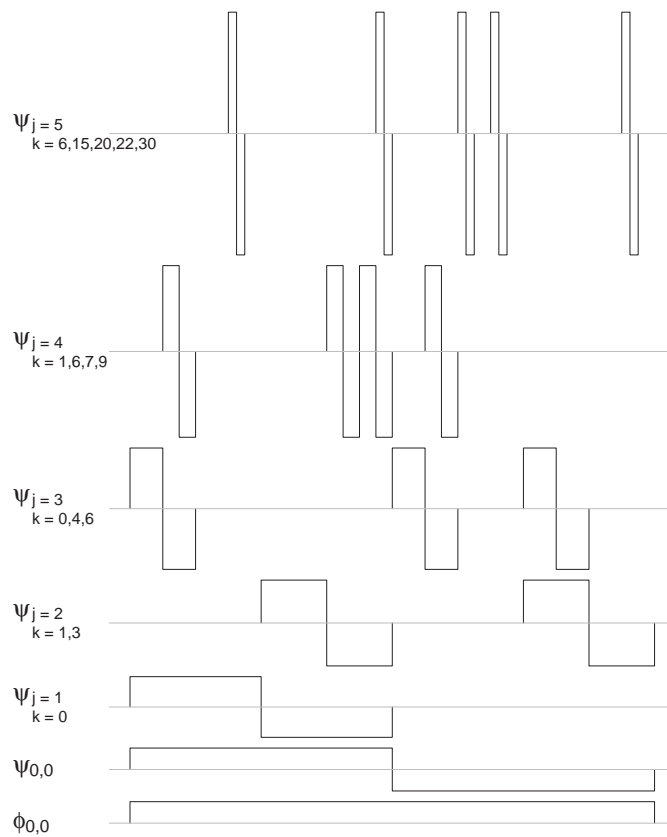 ψj = 5
k = 6,15,20,22,30
ψj = 4
k = 1,6,7,9
ψj = 3
k = 0,4,6
ψj = 2
k = 1,3
ψj = 1
k = 0
ψ0,0
ϕ0,0